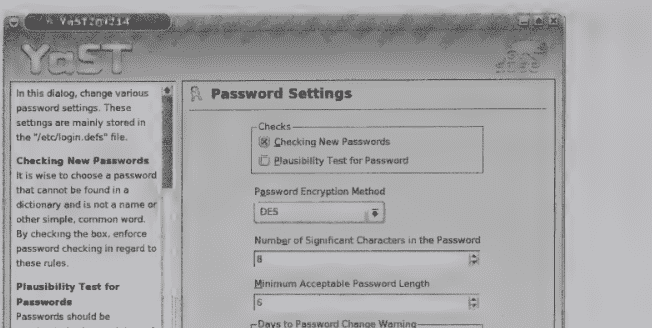 YaST
In this dialog, change various
password settings. These
settings are mainly stored in
the "/etc/login.defs" file.
Checking New Passwords
It is wise to choose a password
that cannot be found in a
dictionary and is not a name or
other simple, common word.
By checking the box, enforce
password checking in regard to
these rules.
Plausibility Test for
Passwords
Passwords should be
Password Settings
Checks
Checking New Passwords
Plausibility Test for Password
Password Encryption Method
DES
Number of Significant Characters in the Password
8
Minimum Acceptable Password Length
6
Days to Password Change Warning